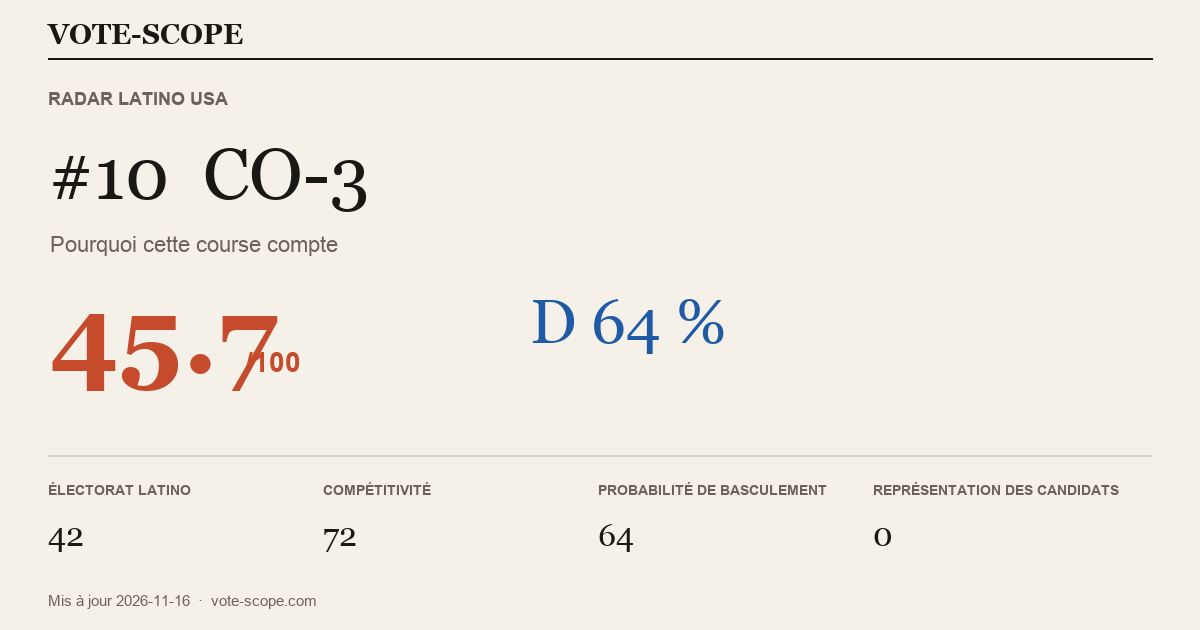 VOTE-SCOPE
RADAR LATINO USA
#10 CO-3
Pourquoi cette course compte
45.7/100
D 64 %
ÉLECTORAT LATINO
COMPÉTITIVITÉ
PROBABILITÉ DE BASCULEMENT
REPRÉSENTATION DES CANDIDATS
42
72
64
0
Mis à jour 2026-11-16 · vote-scope.com